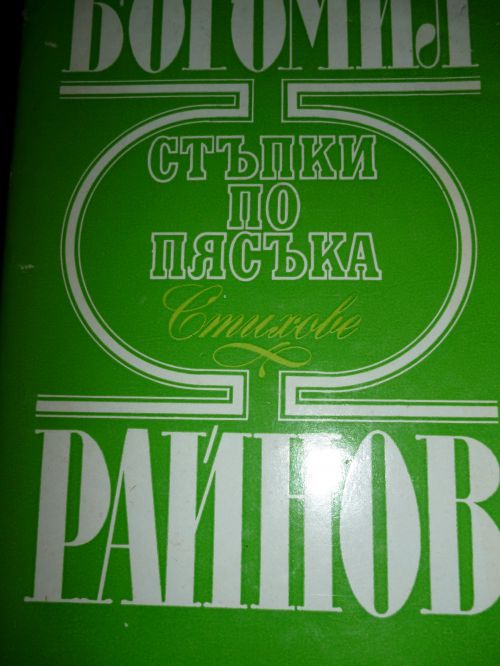 БОГОМИЛ
СТЪПКИ
ПО
ПЯСЪКА
Стихове
РАЙНОВ